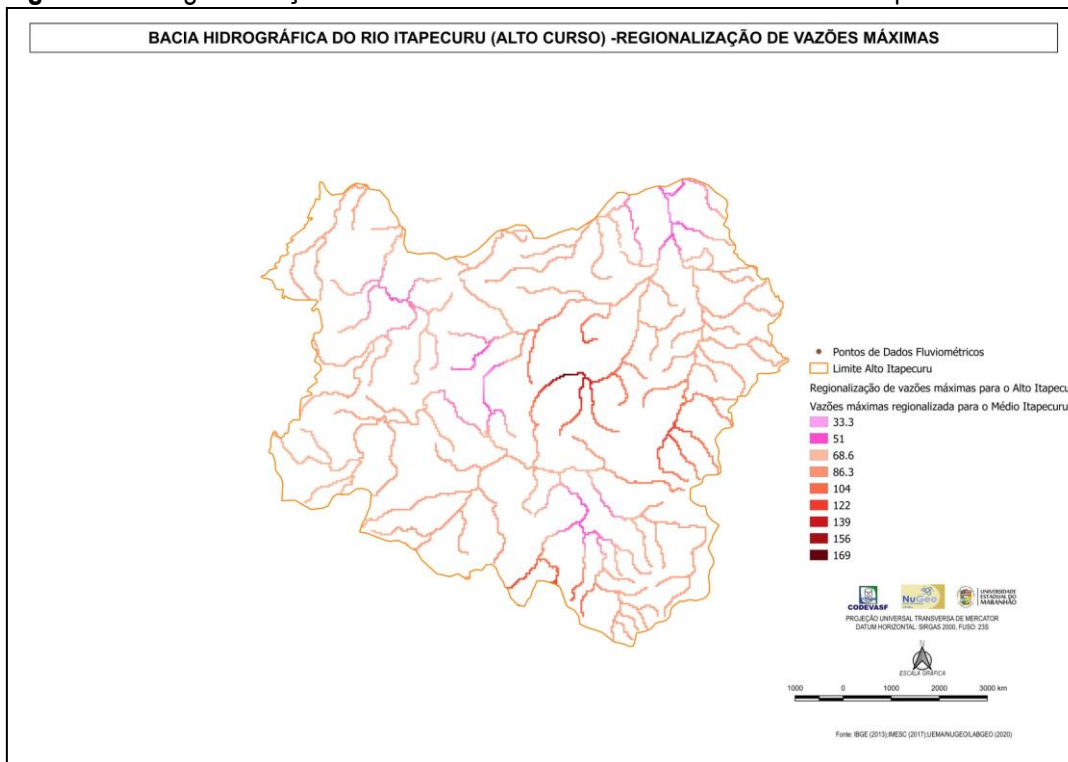 BACIA HIDROGRÁFICA DO RIO ITAPECURU (ALTO CURSO) -REGIONALIZAÇÃO DE VAZÕES MÁXIMAS
Pontos de Dados Fluviométricos
Limite Alto Itapecuru
Regionalização de vazões máximas para o Alto Itapecu
Vazões máximas regionalizada para o Médio Itapecuru
33.3
51
68.6
86.3
104
122
139
156
169
CODEVASF
NuGeo
UNIVERSIDADE
ESTADUAL DO
MARANHÃO
PROJEÇÃO UNIVERSAL TRANSVERSA DE MERCATOR
DATUM HORIZONTAL: SIRGAS 2000, FUSO: 23S
N
ESCALA GRÁFICA
1000 0 1000 2000 3000 km
Fonte: IBGE (2013);IMESC (2017);UEMA/NUGEO/LABGEO (2020)